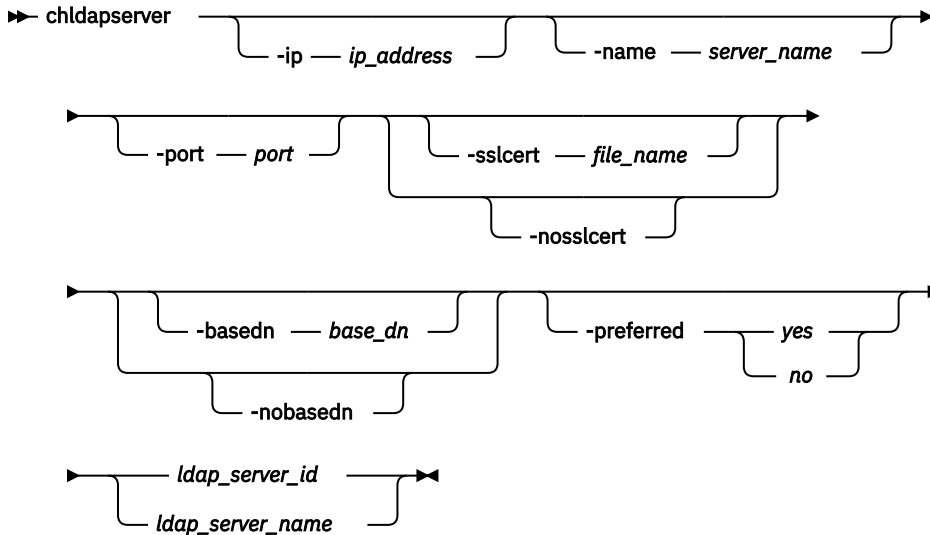 chldapserver
-ip ip_address
-name server_name
-port port
-sslcert file_name
-nosslcert
-basedn base_dn
-nobasedn
-preferred yes
no
ldap_server_id
ldap_server_name